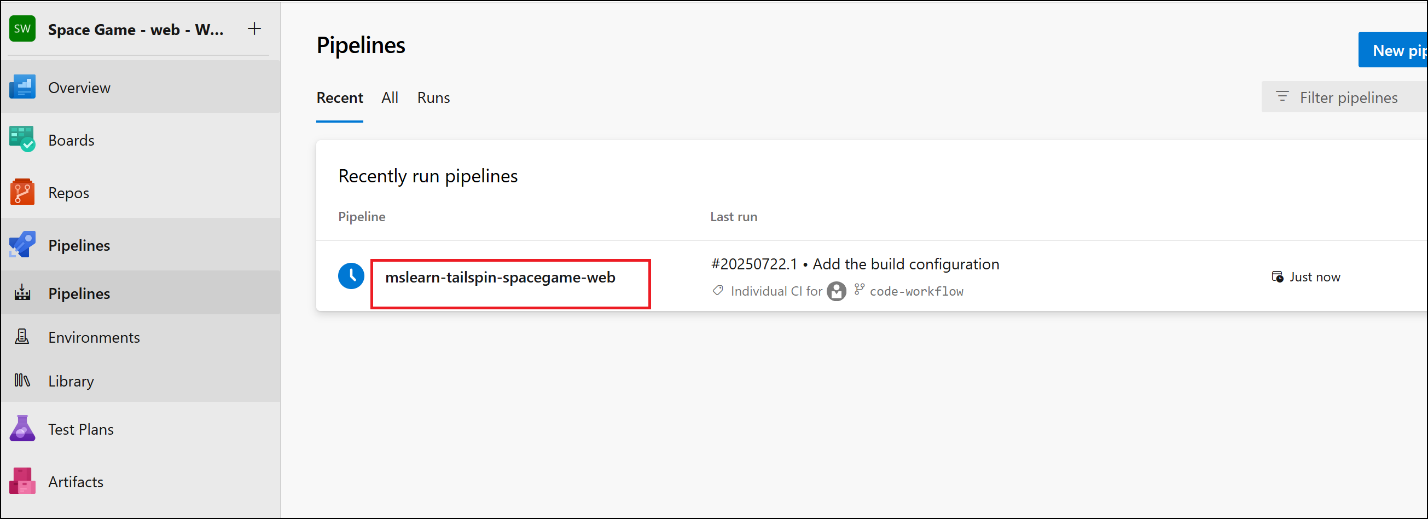 SW Space Game - web - W... +
Overview
Boards
Repos
Pipelines
Pipelines
Environments
Library
Test Plans
Artifacts
Pipelines
New
Recent All Runs
Filter pipelines
Recently run pipelines
Pipeline Last run
mslearn-tailspin-spacegame-web
#20250722.1 • Add the build configuration
Individual CI for code-workflow
Just now